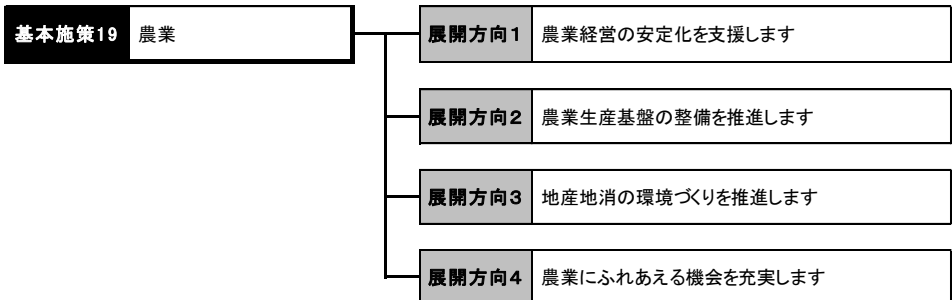 基本施策19 農業
展開方向1 農業経営の安定化を支援します
展開方向2 農業生産基盤の整備を推進します
展開方向3 地産地消の環境づくりを推進します
展開方向4 農業にふれあえる機会を充実します